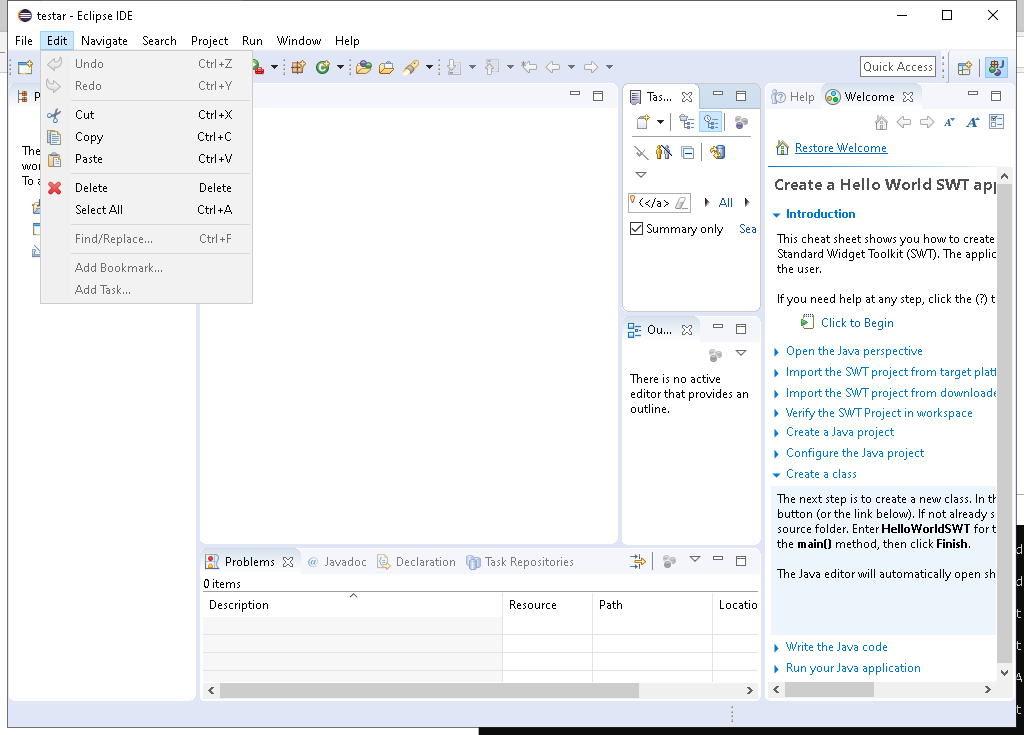 testar - Eclipse IDE
File Edit Navigate Search Project Run Window Help
Quick Access
Undo Ctrl+Z
Redo Ctrl+Y
Cut Ctrl+X
Copy Ctrl+C
Paste Ctrl+V
Delete Delete
Select All Ctrl+A
Find/Replace... Ctrl+F
Add Bookmark...
Add Task...
P
The
wor
To a
Tas...
(</a>
All
Summary only
Sea
Ou...
There is no active
editor that provides an
outline.
Help
Welcome
Restore Welcome
Create a Hello World SWT app
Introduction
This cheat sheet shows you how to create
Standard Widget Toolkit (SWT). The applic
the user.
If you need help at any step, click the (?) t
Click to Begin
Open the Java perspective
Import the SWT project from target platf
Import the SWT project from downloade
Verify the SWT Project in workspace
Create a Java project
Configure the Java project
Create a class
The next step is to create a new class. In th
button (or the link below). If not already s
source folder. Enter HelloWorldSWT for t
the main() method, then click Finish.
The Java editor will automatically open sh
Write the Java code
Run your Java application
Problems @ Javadoc Declaration Task Repositories
0 items
Description Resource Path Locatio